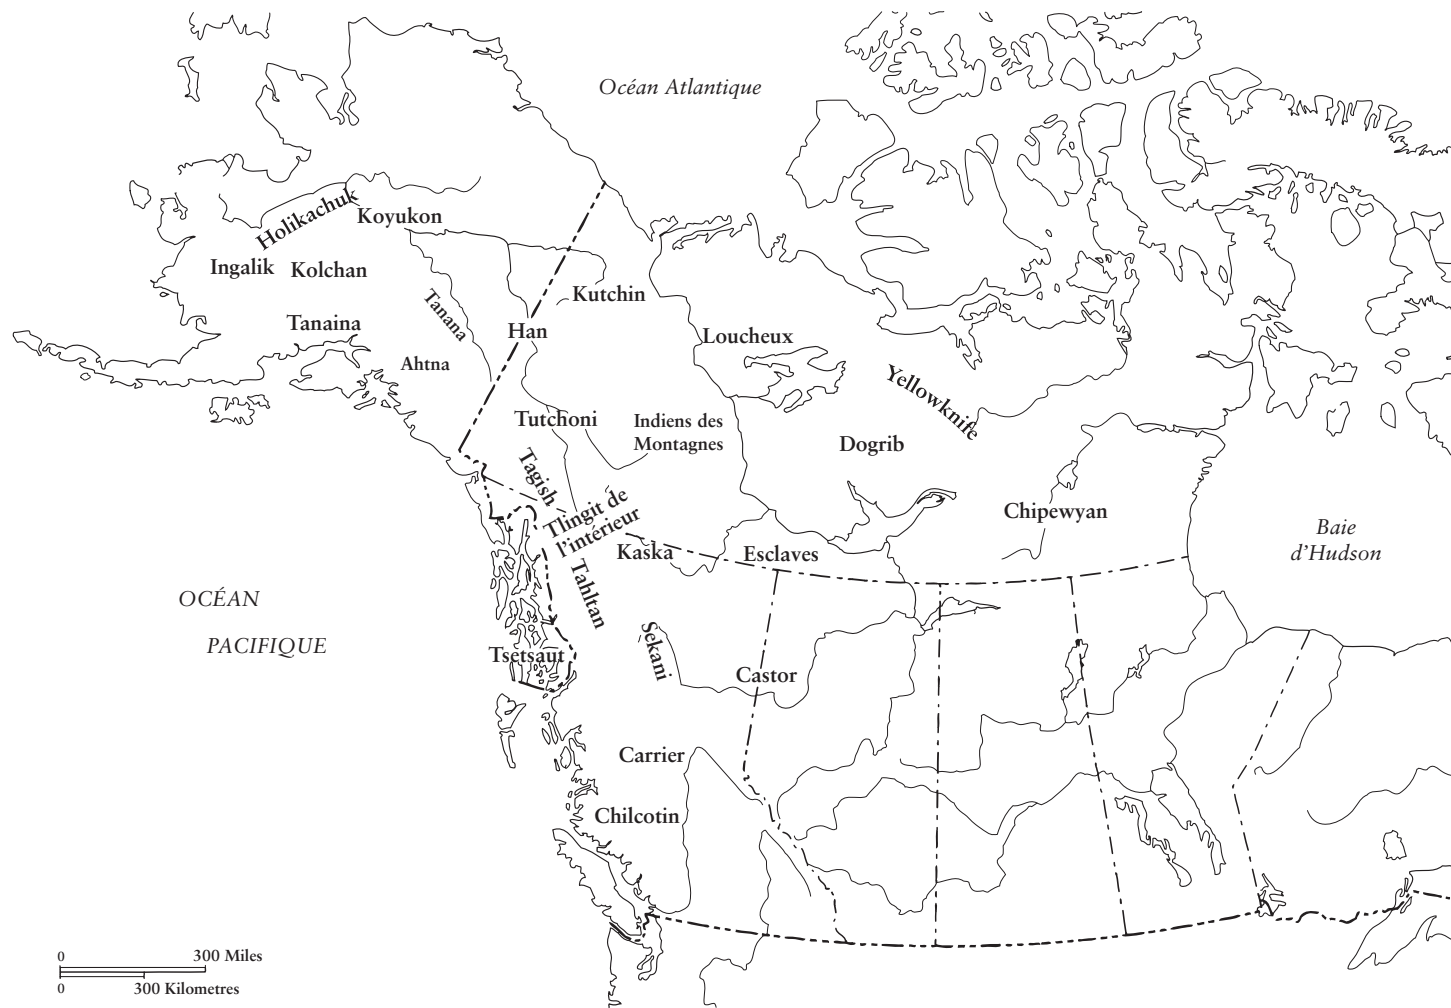 Océan Atlantique
Holikachuk
Koyukon
Ingalik
Kolchan
Kutchin
Tanana
Tanaina
Han
Loucheux
Ahtna
Yellowknife
Tutchoni
Indiens des
Montagnes
Dogrib
Tagish
Tlingit de
l'intérieur
Chipewyan
Kaska
Esclaves
Baie
d'Hudson
Tahltan
OCÉAN
PACIFIQUE
Tsetsaut
Sekani
Castor
Carrier
Chilcotin
0 300 Miles
0 300 Kilometres